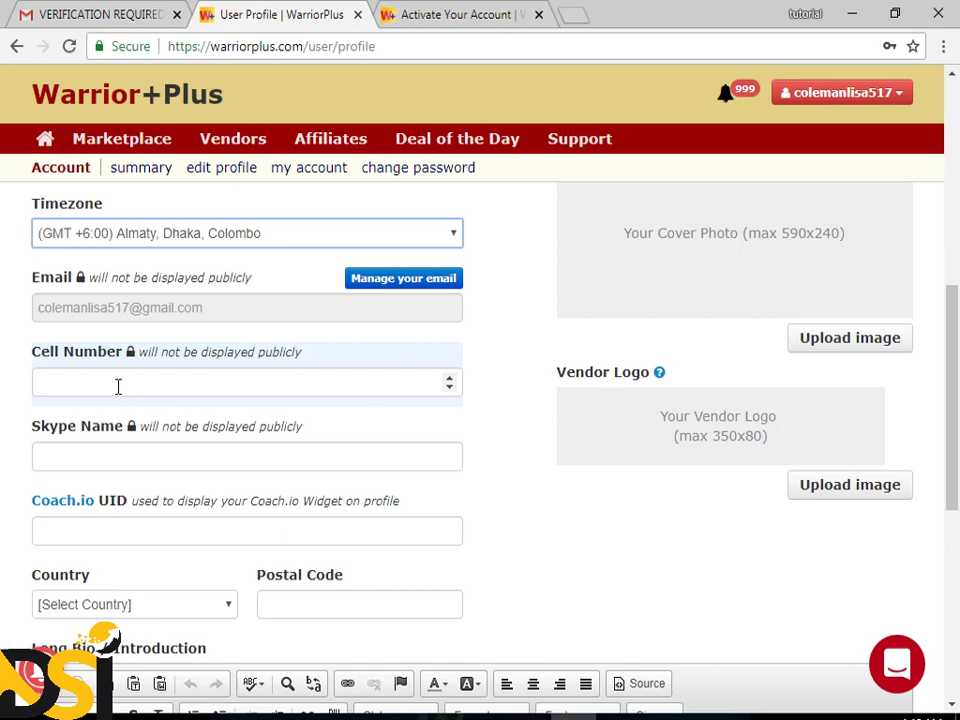 VERIFICATION REQUIRED
User Profile | WarriorPlus
Activate Your Account | W
tutorial
Secure
https://warriorplus.com/user/profile
Warrior+Plus
999
colemanlisa517
Marketplace
Vendors
Affiliates
Deal of the Day
Support
Account
summary
edit profile
my account
change password
Timezone
(GMT +6:00) Almaty, Dhaka, Colombo
Email will not be displayed publicly
Manage your email
colemanlisa517@gmail.com
Your Cover Photo (max 590x240)
Upload image
Cell Number will not be displayed publicly
Vendor Logo ?
Your Vendor Logo
(max 350x80)
Upload image
Skype Name will not be displayed publicly
Coach.io UID used to display your Coach.io Widget on profile
Country
Postal Code
[Select Country]
Introduction
DSI
ABC
Source